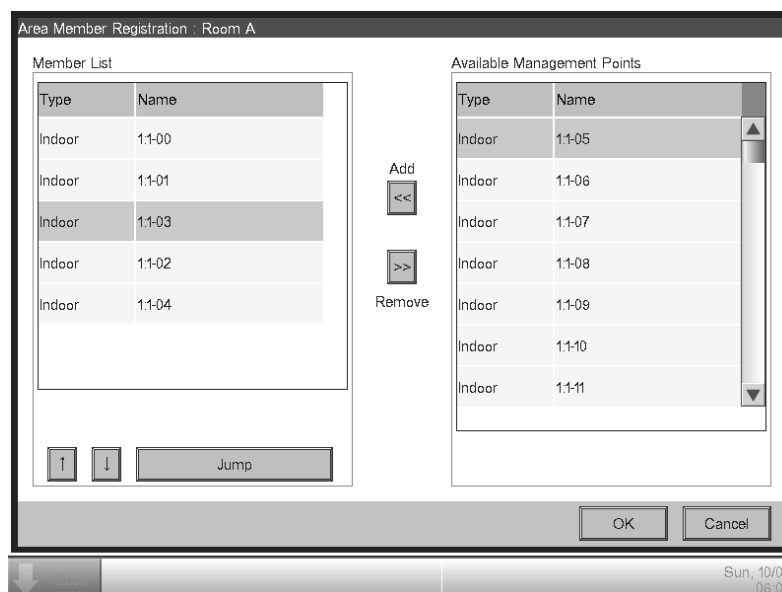 Area Member Registration : Room A
Member List
Available Management Points
Type Name
Indoor 1:1-00
Indoor 1:1-01
Indoor 1:1-03
Indoor 1:1-02
Indoor 1:1-04
Add
<<
>>
Remove
Type Name
Indoor 1:1-05
Indoor 1:1-06
Indoor 1:1-07
Indoor 1:1-08
Indoor 1:1-09
Indoor 1:1-10
Indoor 1:1-11
↑ ↓ Jump
OK Cancel
Sun, 10/0
06:0